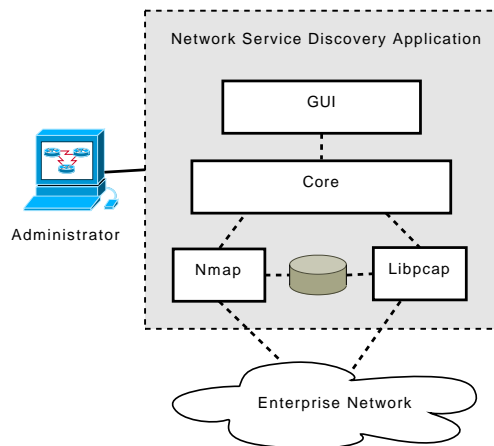 Network Service Discovery Application
GUI
Core
Administrator
Nmap
Libpcap
Enterprise Network